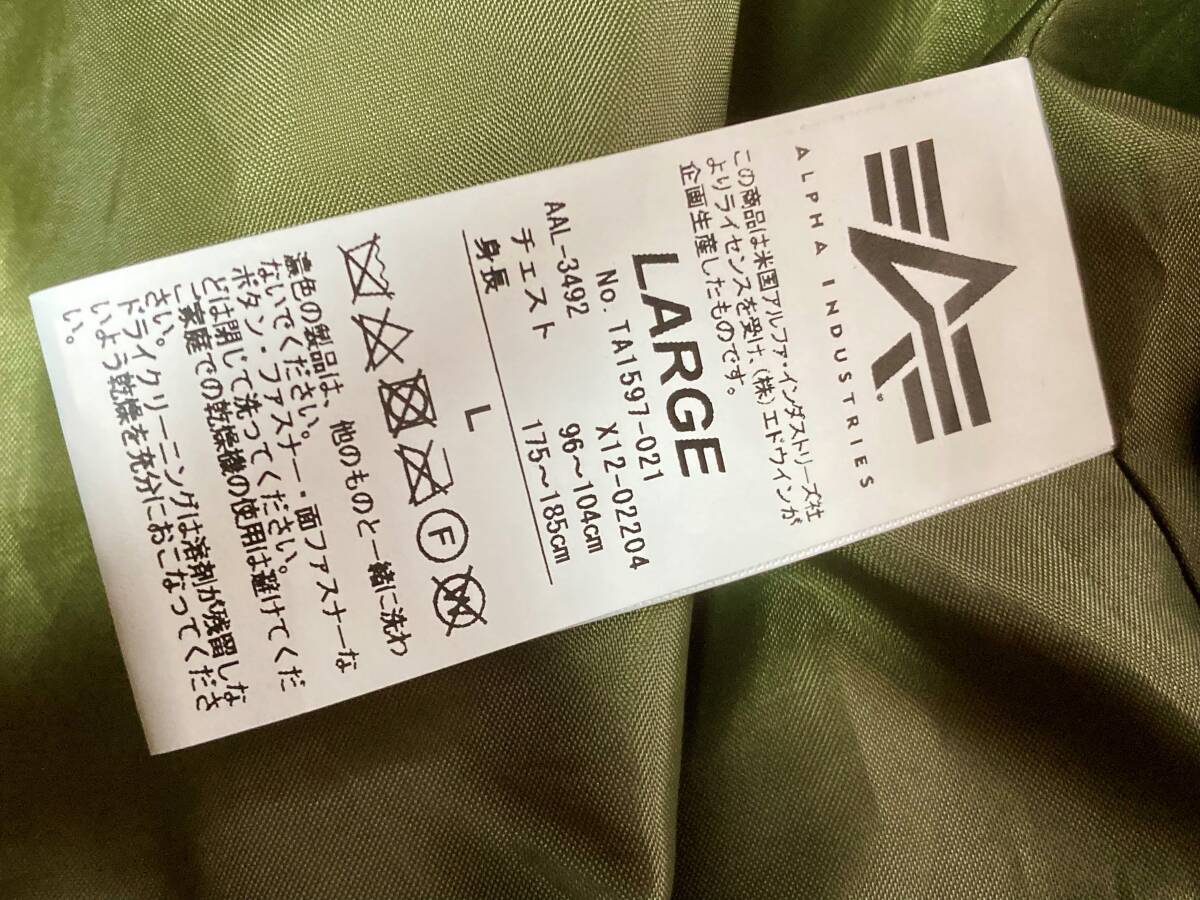 ALPHA INDUSTRIES
この商品は米国アルファ・インダストリーズ社
よりライセンスを受け、(株)エドウインが
企画生産したものです。
LARGE
No. TA1597-021
AAL-3492 X12-02204
チェスト 96～104cm
身長 175～185cm
L
F
W
濃色の製品は、他のものと一緒に洗わ
ないでください。
ボタン・ファスナー・面ファスナーな
どは閉じて洗ってください。
ご家庭での乾燥機の使用は避けてくだ
さい。
ドライクリーニングは溶剤が残留しな
いよう乾燥を充分におこなってくださ
い。